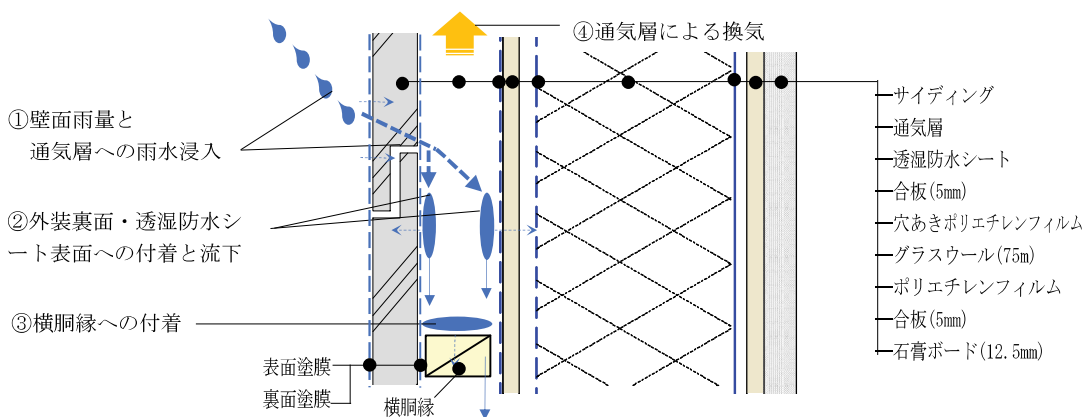 ④通気層による換気
①壁面雨量と
通気層への雨水浸入
②外装裏面・透湿防水シ
ート表面への付着と流下
③横胴縁への付着
表面塗膜
裏面塗膜
横胴縁
サイディング
通気層
透湿防水シート
合板(5mm)
穴あきポリエチレンフィルム
グラスウール(75m)
ポリエチレンフィルム
合板(5mm)
石膏ボード(12.5mm)